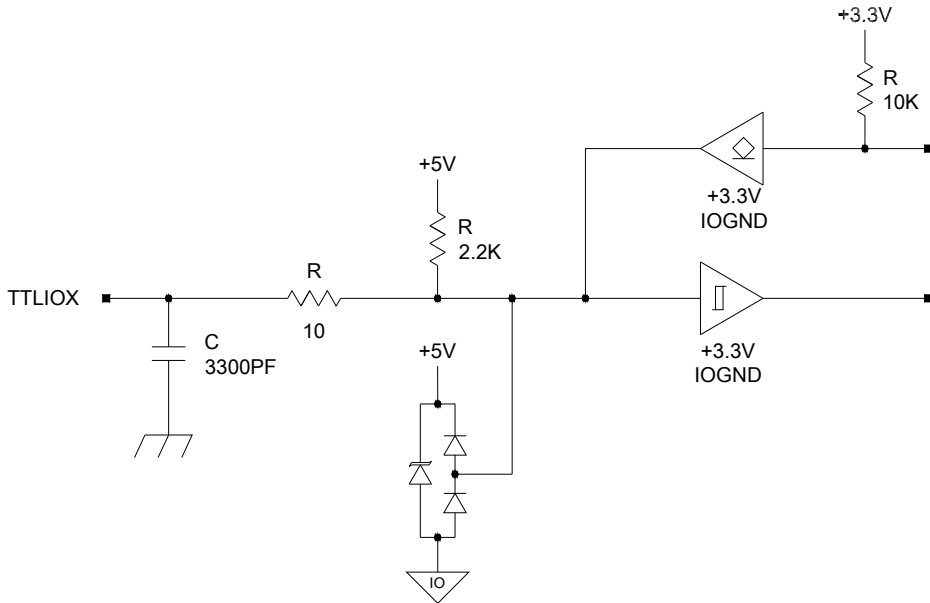 +3.3V
R
10K
+5V
R
2.2K
+3.3V
IOGND
TTLIOX
R
10
C
3300PF
+5V
+3.3V
IOGND
IO